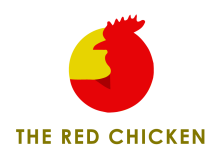 THE RED CHICKEN